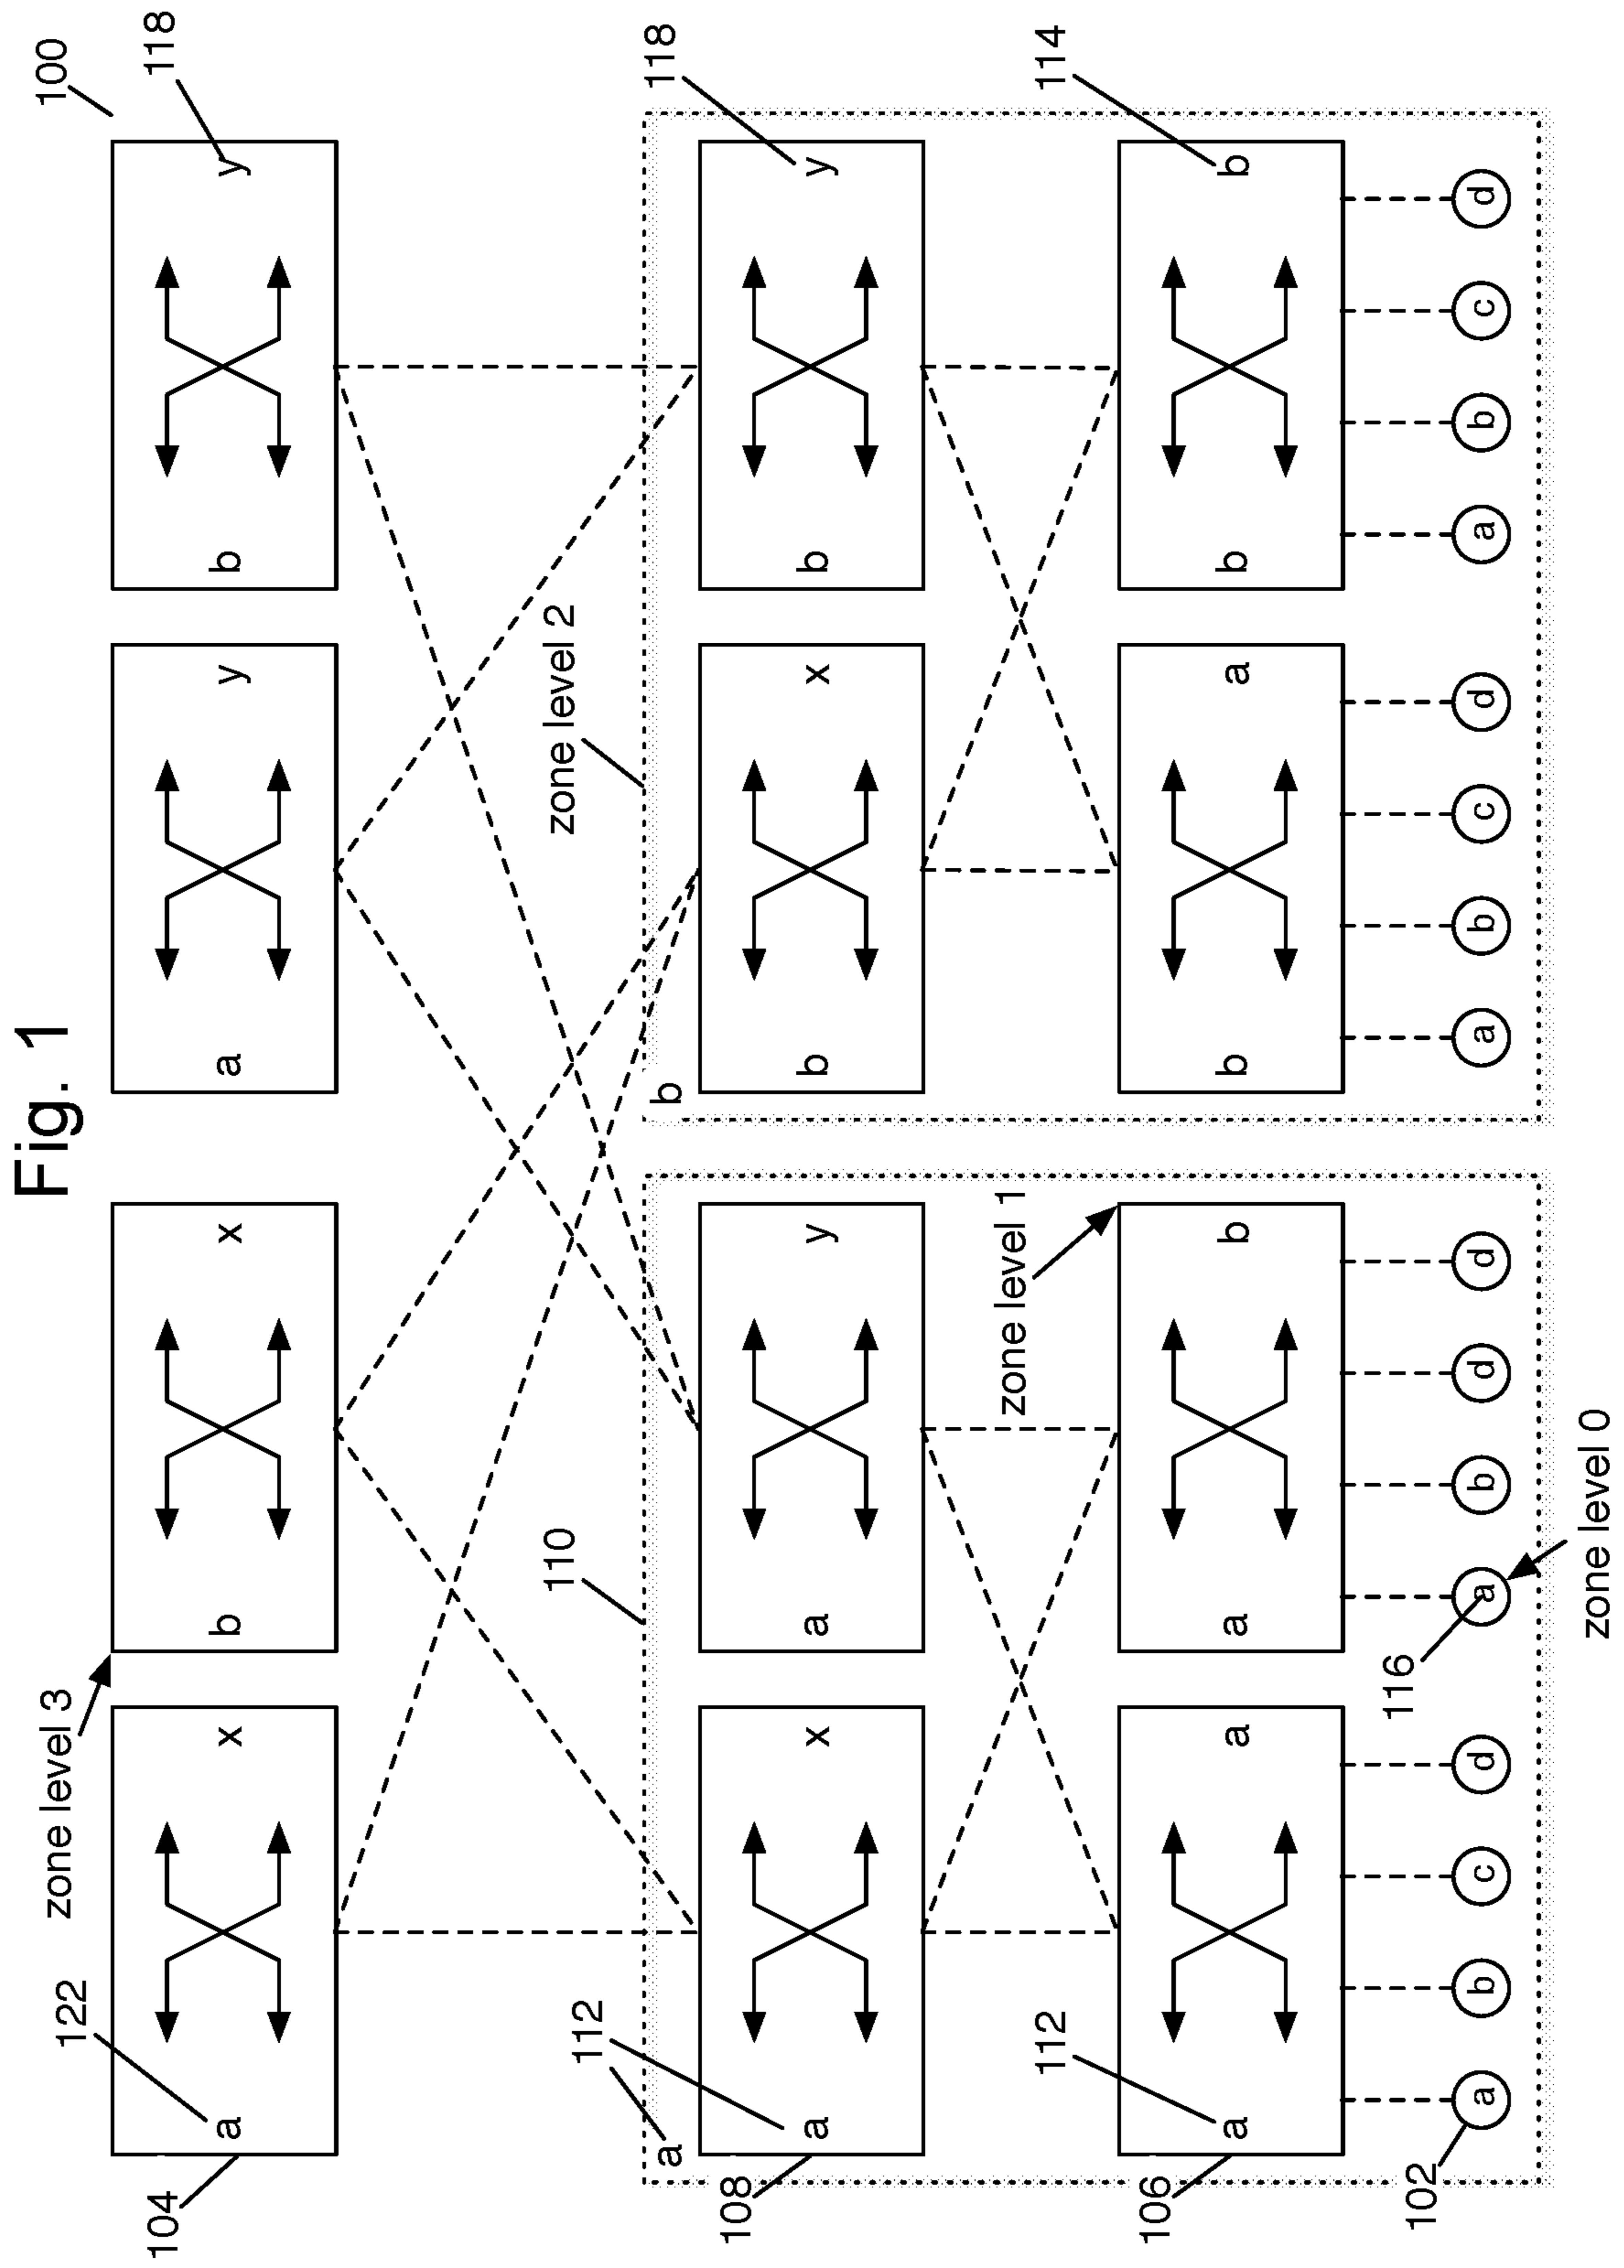 Fig. 1
100
zone level 3
122
104
118
a x b x a y b y
110
zone level 2
112
118
a b
108
a x a y b x b y
zone level 1
112
114
106
a a a b b a b b
116
102
a b c d a b d d a b c d a b c d
zone level 0